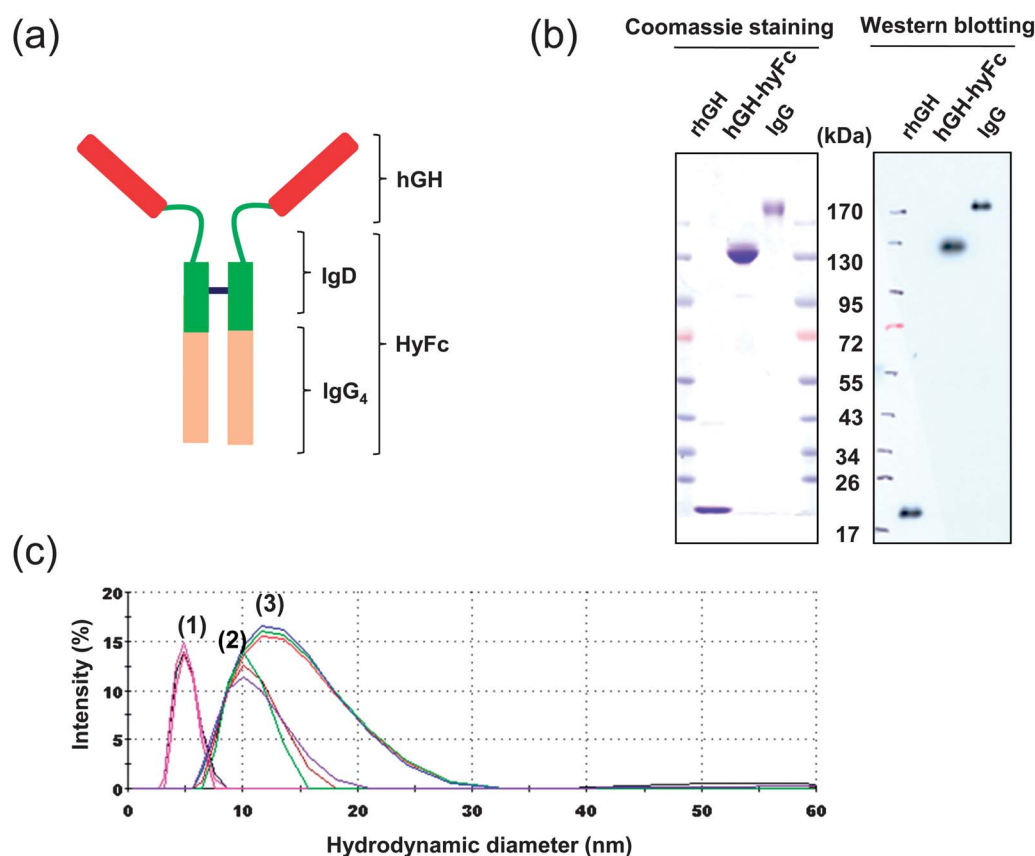 (a)
hGH
IgD
HyFc
IgG₄
(b)
Coomassie staining
Western blotting
rhGH
hGH-hyFc
IgG
(kDa)
rhGH
hGH-hyFc
IgG
170
130
95
72
55
43
34
26
17
(c)
20
15
10
5
0
Intensity (%)
(1)
(2)
(3)
0 10 20 30 40 50 60
Hydrodynamic diameter (nm)